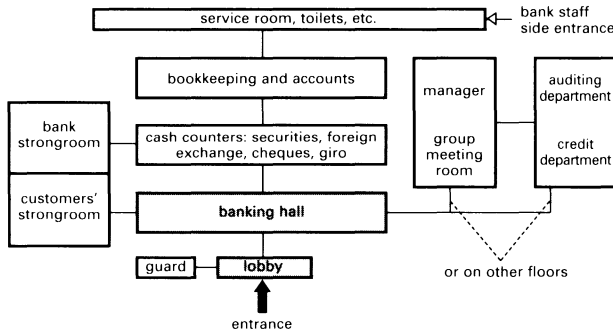 service room, toilets, etc.
bank staff
side entrance
bookkeeping and accounts
manager
group
meeting
room
auditing
department
credit
department
bank
strongroom
cash counters: securities, foreign
exchange, cheques, giro
customers'
strongroom
banking hall
guard
lobby
or on other floors
entrance